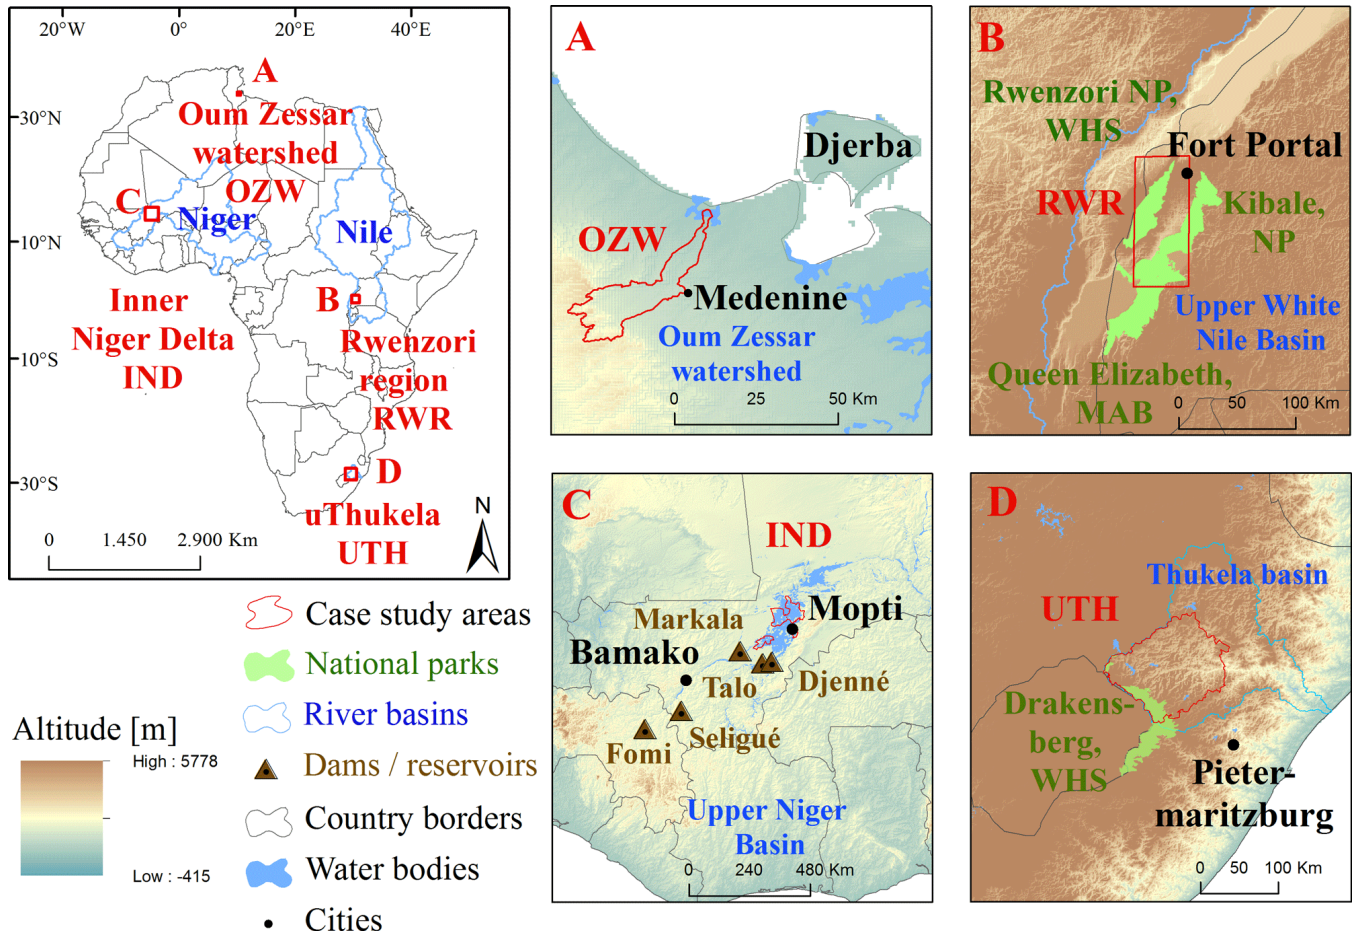 20°W 0° 20°E 40°E
30°N
10°N
10°S
30°S
A
Oum Zessar
watershed
OZW
C
Niger
Nile
B
Inner
Niger Delta
IND
Rwenzori
region
RWR
D
uThukela
UTH
N
0 1.450 2.900 Km
A
Djerba
OZW
Medenine
Oum Zessar
watershed
0 25 50 Km
B
Rwenzori NP,
WHS
Fort Portal
RWR
Kibale,
NP
Upper White
Nile Basin
Queen Elizabeth,
MAB
0 50 100 Km
C
IND
Mopti
Markala
Bamako
Talo
Djenné
Seligué
Fomi
Upper Niger
Basin
0 240 480 Km
D
Thukela basin
UTH
Drakens-
berg,
WHS
Pieter-
maritzburg
0 50 100 Km
Case study areas
National parks
River basins
Dams / reservoirs
Country borders
Water bodies
Cities
Altitude [m]
High : 5778
Low : -415